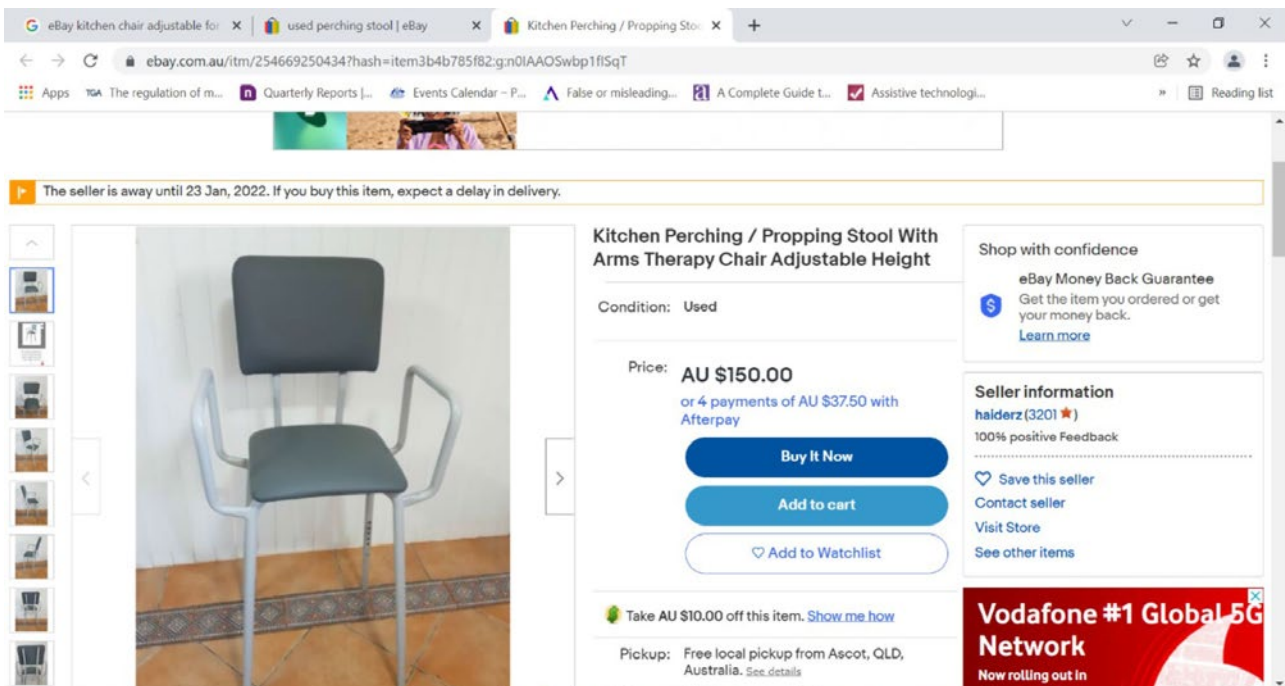 eBay kitchen chair adjustable for
used perching stool | eBay
Kitchen Perching / Propping Stoo
ebay.com.au/itm/254669250434?hash=item3b4b785f82:g:n0IAAOSwbp1flSqT
Apps
TGA The regulation of m...
n Quarterly Reports |...
Events Calendar – P...
False or misleading...
A Complete Guide t...
Assistive technologi...
»
Reading list
The seller is away until 23 Jan, 2022. If you buy this item, expect a delay in delivery.
Kitchen Perching / Propping Stool With
Arms Therapy Chair Adjustable Height
Condition: Used
Price: AU $150.00
or 4 payments of AU $37.50 with
Afterpay
Buy It Now
Add to cart
Add to Watchlist
Take AU $10.00 off this item. Show me how
Pickup: Free local pickup from Ascot, QLD,
Australia. See details
Shop with confidence
eBay Money Back Guarantee
Get the item you ordered or get
your money back.
Learn more
Seller information
haiderz (3201)
100% positive Feedback
Save this seller
Contact seller
Visit Store
See other items
Vodafone #1 Global 5G
Network
Now rolling out in